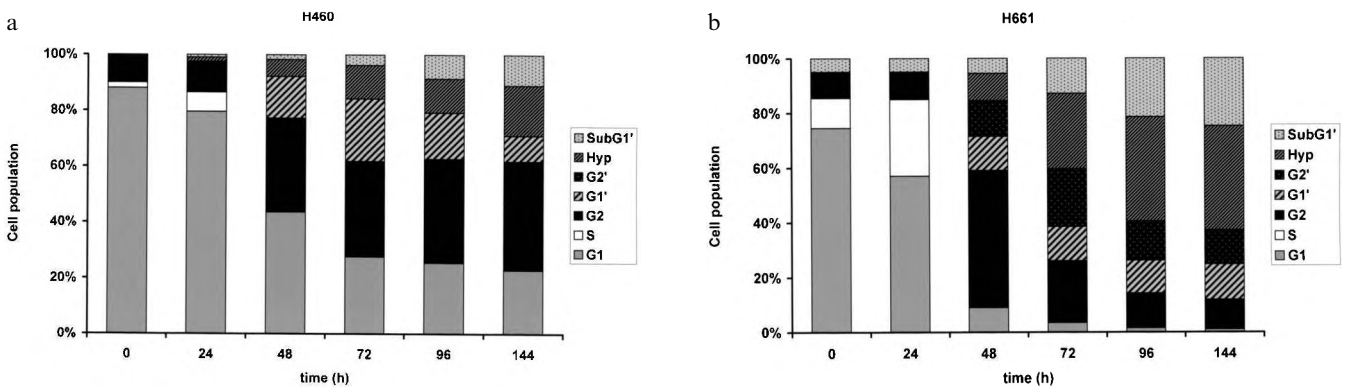 a
H460
100%
80%
60%
40%
20%
0%
Cell population
0 24 48 72 96 144
time (h)
SubG1'
Hyp
G2'
G1'
G2
S
G1
b
H661
100%
80%
60%
40%
20%
0%
Cell population
0 24 48 72 96 144
time (h)
SubG1'
Hyp
G2'
G1'
G2
S
G1